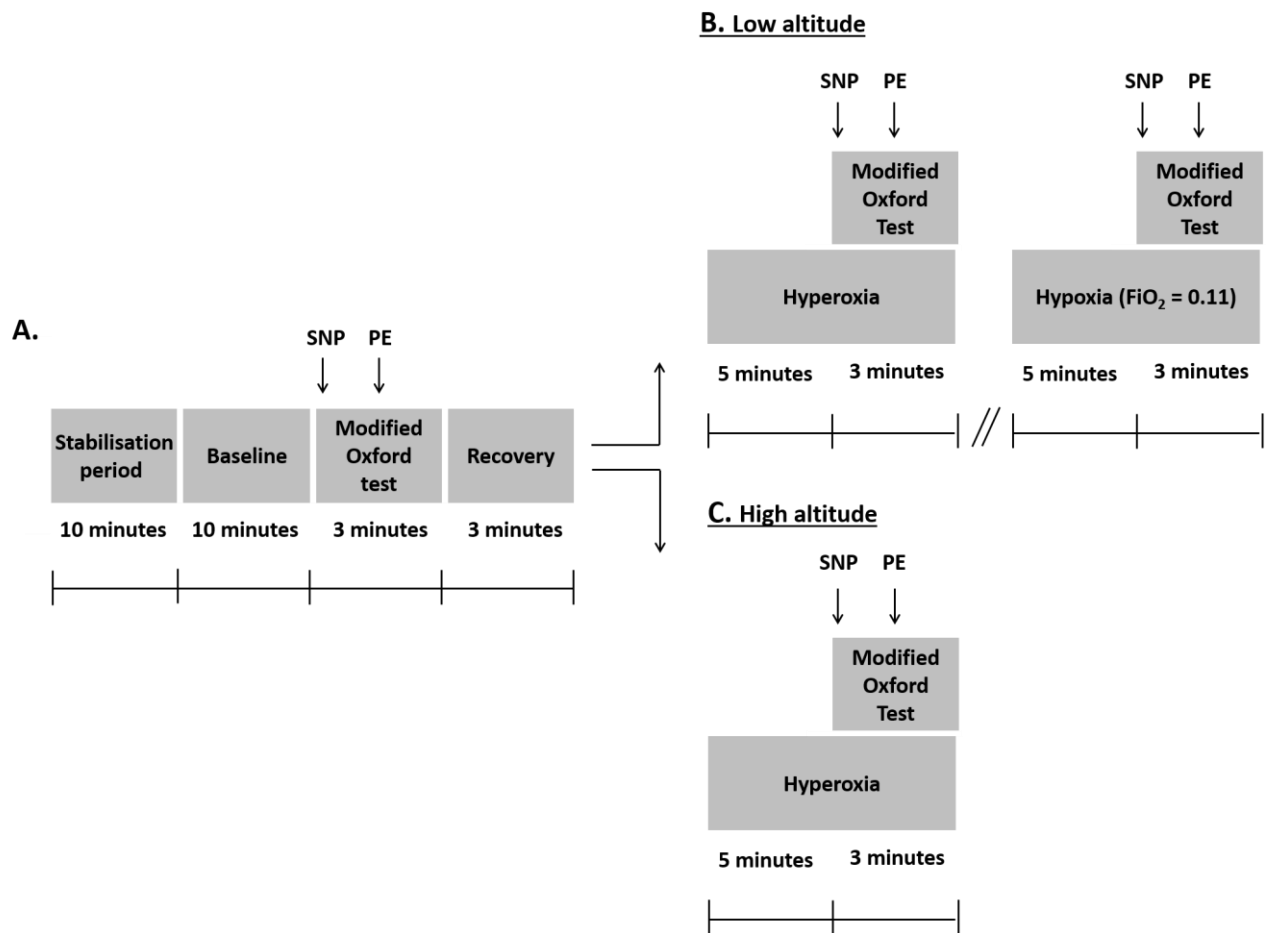 A.
SNP PE
Stabilisation
period
Baseline
Modified
Oxford
test
Recovery
10 minutes 10 minutes 3 minutes 3 minutes
B. Low altitude
SNP PE
Modified
Oxford
Test
Hyperoxia
5 minutes 3 minutes
//
SNP PE
Modified
Oxford
Test
Hypoxia (FiO₂ = 0.11)
5 minutes 3 minutes
C. High altitude
SNP PE
Modified
Oxford
Test
Hyperoxia
5 minutes 3 minutes